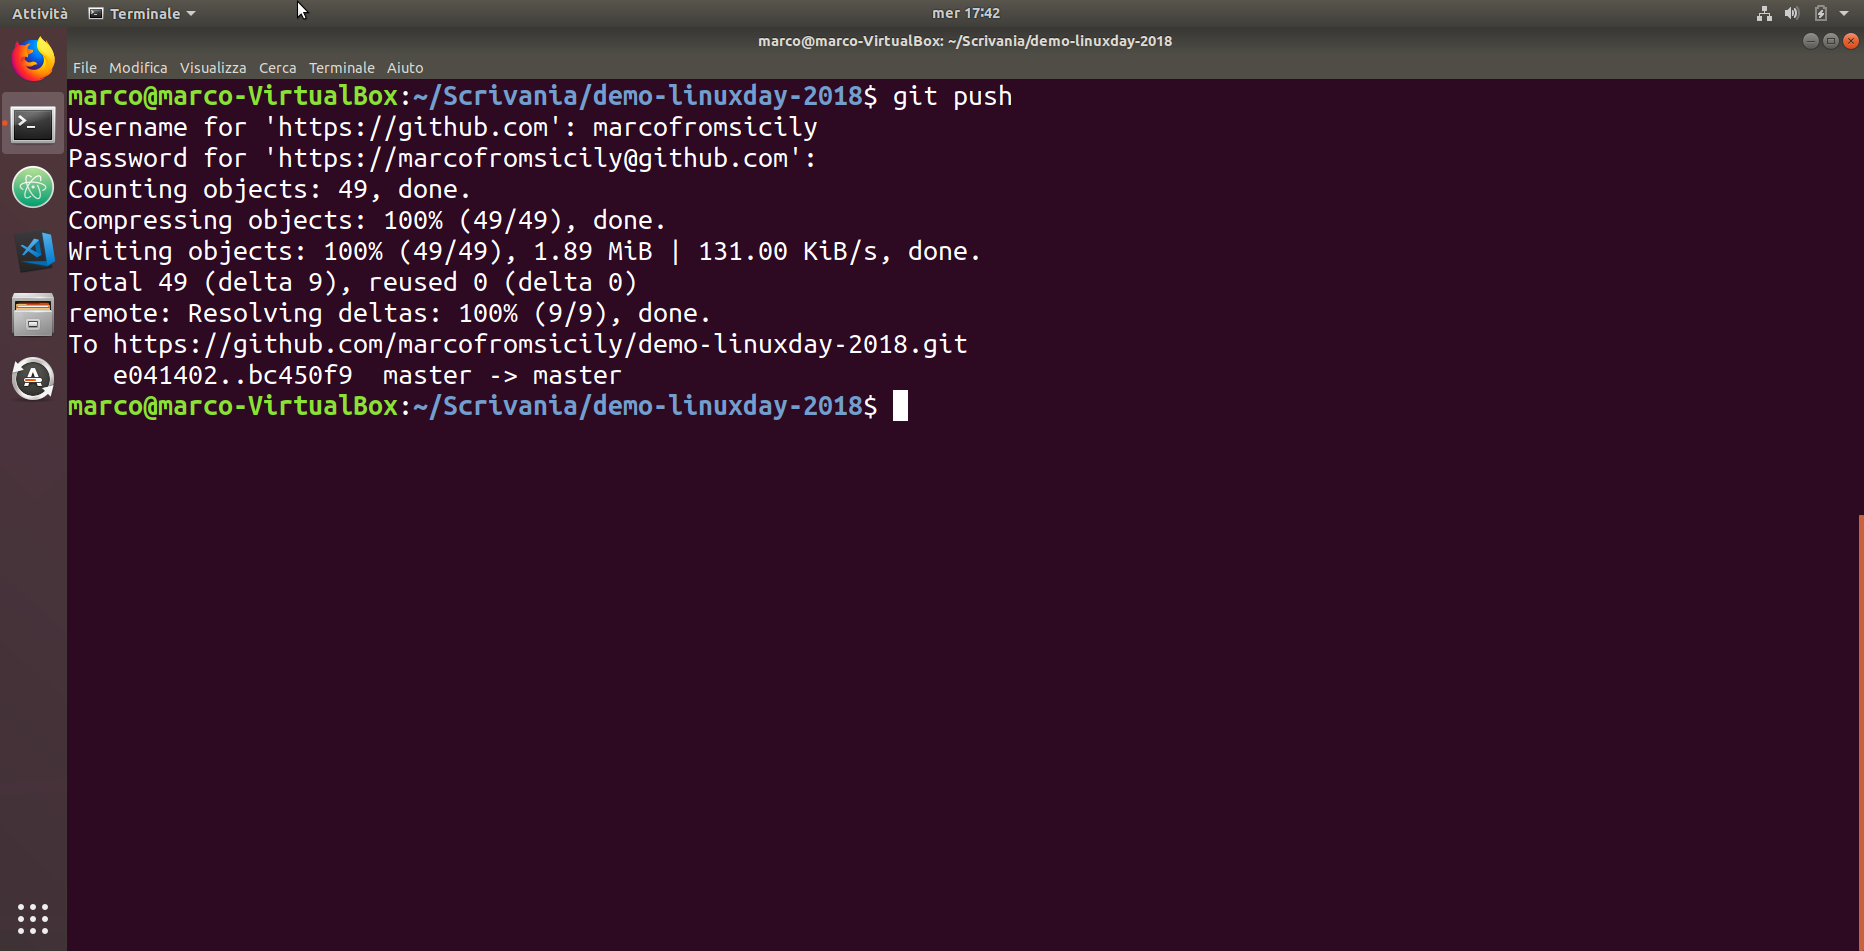 Attività Terminale mer 17:42
marco@marco-VirtualBox: ~/Scrivania/demo-linuxday-2018
File Modifica Visualizza Cerca Terminale Aiuto
marco@marco-VirtualBox:~/Scrivania/demo-linuxday-2018$ git push
Username for 'https://github.com': marcofromsicily
Password for 'https://marcofromsicily@github.com':
Counting objects: 49, done.
Compressing objects: 100% (49/49), done.
Writing objects: 100% (49/49), 1.89 MiB | 131.00 KiB/s, done.
Total 49 (delta 9), reused 0 (delta 0)
remote: Resolving deltas: 100% (9/9), done.
To https://github.com/marcofromsicily/demo-linuxday-2018.git
   e041402..bc450f9  master -> master
marco@marco-VirtualBox:~/Scrivania/demo-linuxday-2018$